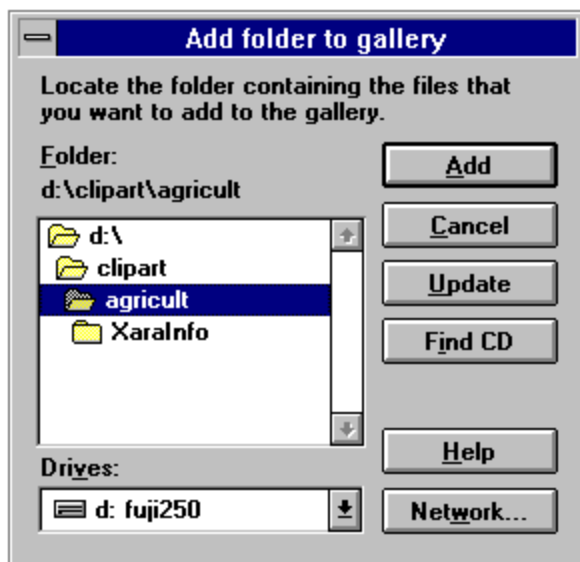 Add folder to gallery
Locate the folder containing the files that
you want to add to the gallery.
Folder:
d:\clipart\agricult
d:\
clipart
agricult
XaraInfo
Drives:
d: fuji250
Add
Cancel
Update
Find CD
Help
Network...